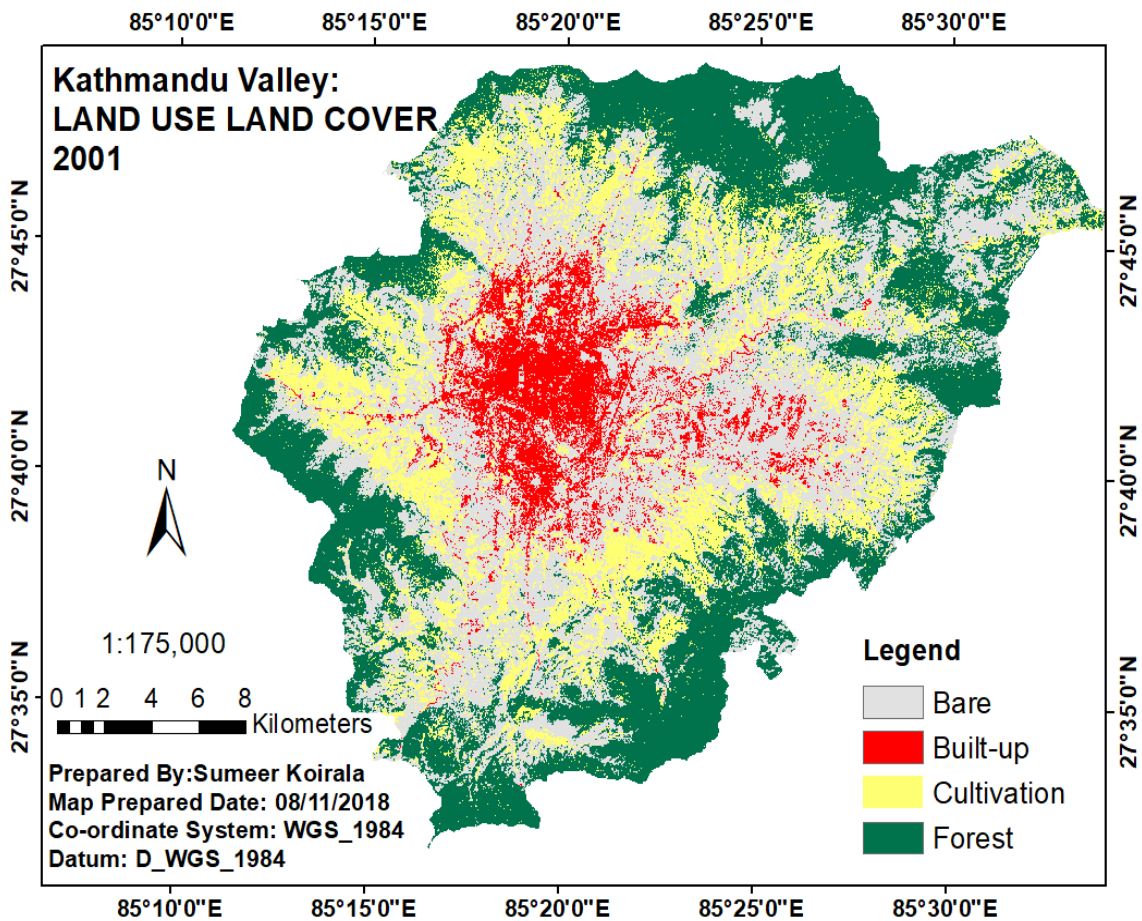 85°10'0"E 85°15'0"E 85°20'0"E 85°25'0"E 85°30'0"E
Kathmandu Valley:
LAND USE LAND COVER
2001
27°45'0"N
27°45'0"N
27°40'0"N
27°40'0"N
N
1:175,000
0 1 2 4 6 8
Kilometers
27°35'0"N
27°35'0"N
Prepared By:Sumeer Koirala
Map Prepared Date: 08/11/2018
Co-ordinate System: WGS_1984
Datum: D_WGS_1984
Legend
Bare
Built-up
Cultivation
Forest
85°10'0"E 85°15'0"E 85°20'0"E 85°25'0"E 85°30'0"E